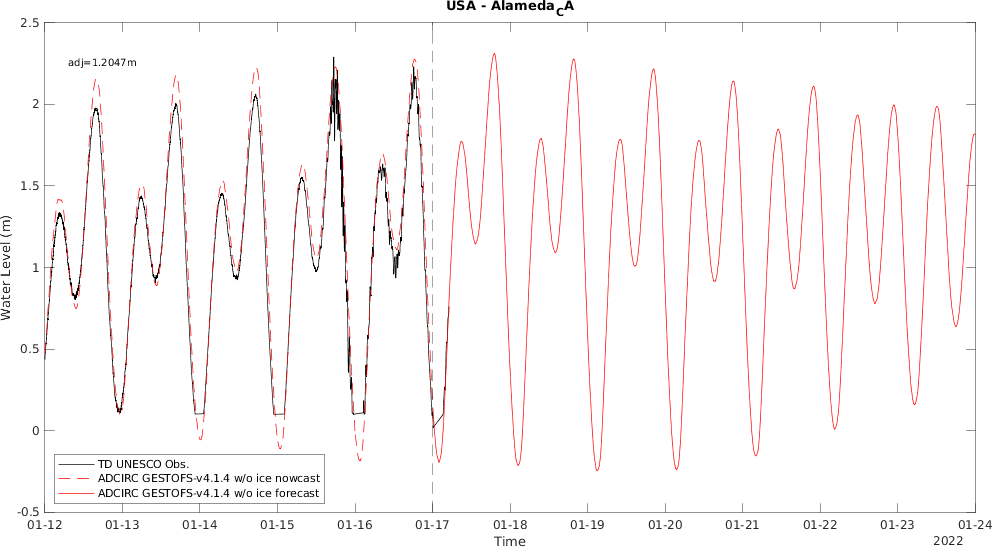 USA - Alameda_CA
2.5
2
1.5
1
0.5
0
-0.5
Water Level (m)
adj=1.2047m
TD UNESCO Obs.
ADCIRC GESTOFS-v4.1.4 w/o ice nowcast
ADCIRC GESTOFS-v4.1.4 w/o ice forecast
01-12 01-13 01-14 01-15 01-16 01-17 01-18 01-19 01-20 01-21 01-22 01-23 01-24
Time
2022